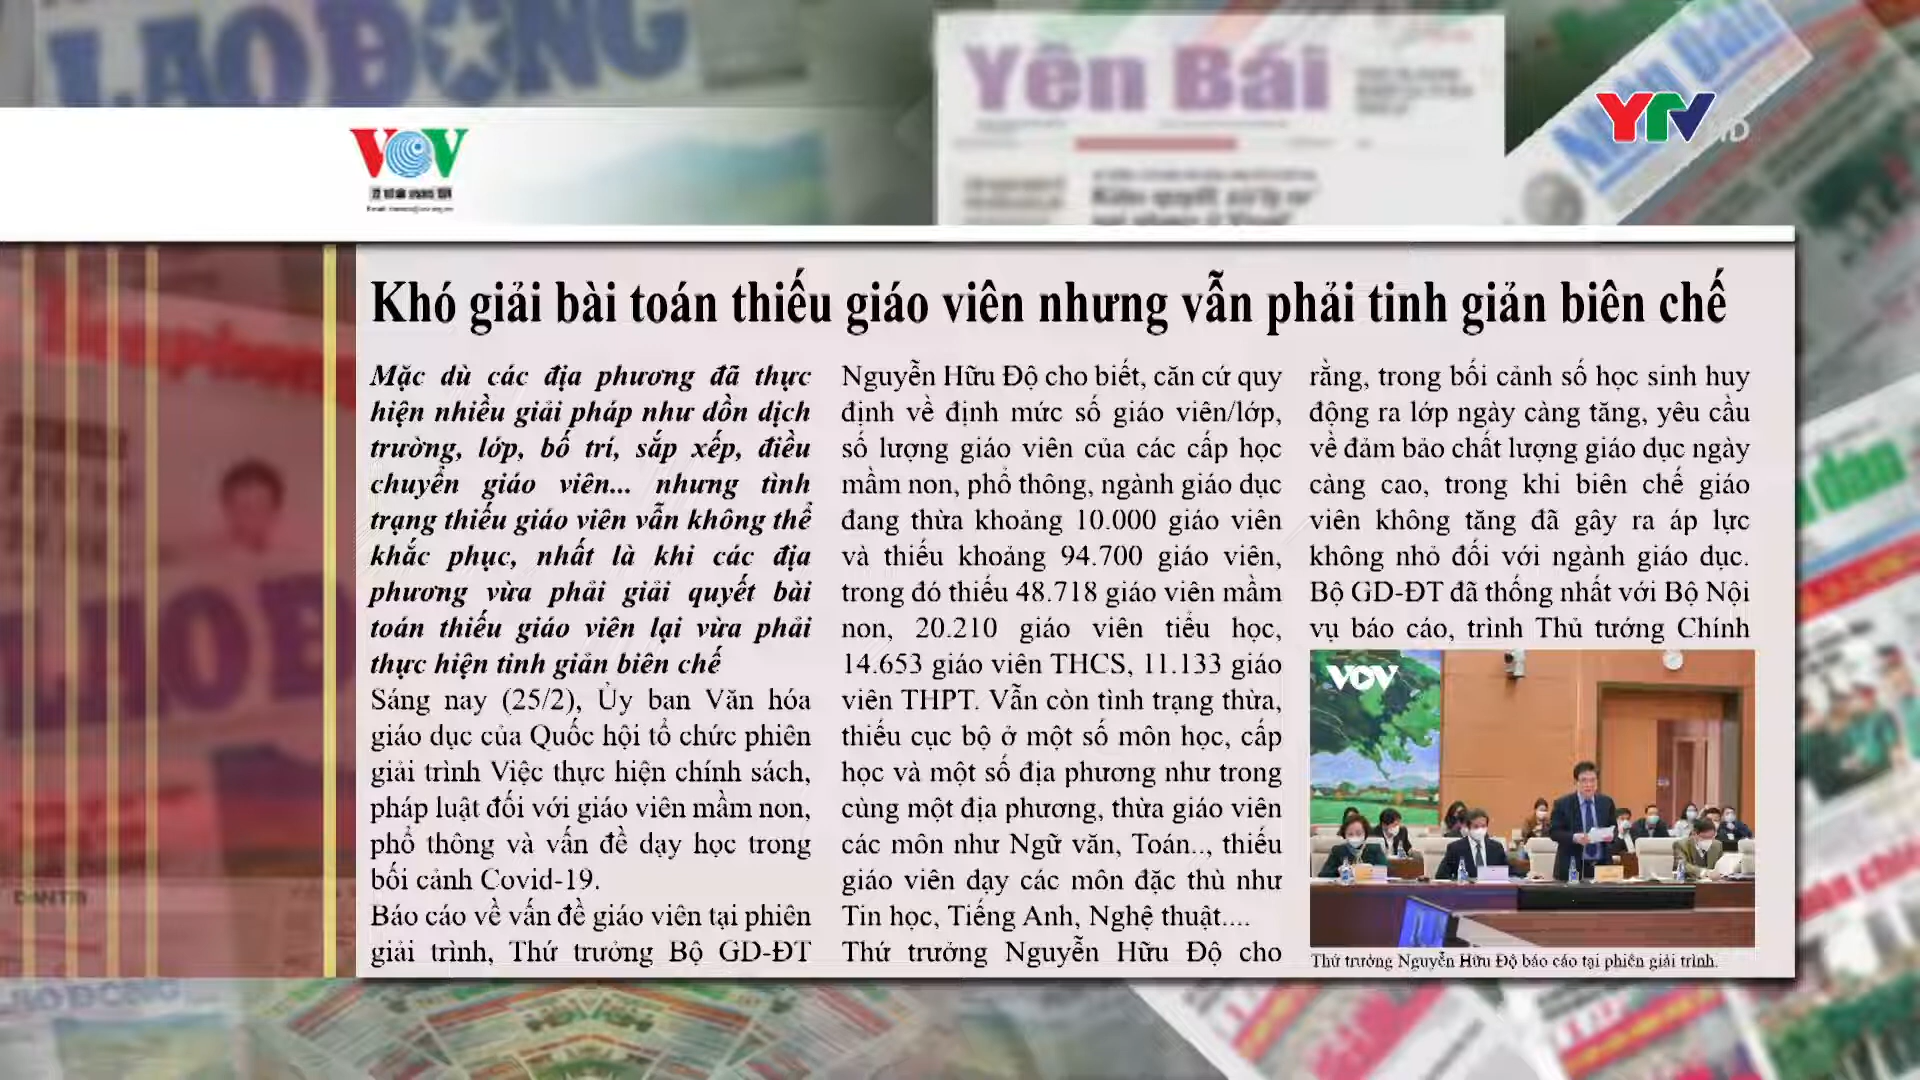 LAO ĐỘNG
Yên Bái
Nhân Dân
YTV HD
VOV
Khó giải bài toán thiếu giáo viên nhưng vẫn phải tinh giản biên chế
Mặc dù các địa phương đã thực
hiện nhiều giải pháp như dồn dịch
trường, lớp, bố trí, sắp xếp, điều
chuyển giáo viên... nhưng tình
trạng thiếu giáo viên vẫn không thể
khắc phục, nhất là khi các địa
phương vừa phải giải quyết bài
toán thiếu giáo viên lại vừa phải
thực hiện tinh giản biên chế
Sáng nay (25/2), Ủy ban Văn hóa
giáo dục của Quốc hội tổ chức phiên
giải trình Việc thực hiện chính sách,
pháp luật đối với giáo viên mầm non,
phổ thông và vấn đề dạy học trong
bối cảnh Covid-19.
Báo cáo về vấn đề giáo viên tại phiên
giải trình, Thứ trưởng Bộ GD-ĐT
Nguyễn Hữu Độ cho biết, căn cứ quy
định về định mức số giáo viên/lớp,
số lượng giáo viên của các cấp học
mầm non, phổ thông, ngành giáo dục
đang thừa khoảng 10.000 giáo viên
và thiếu khoảng 94.700 giáo viên,
trong đó thiếu 48.718 giáo viên mầm
non, 20.210 giáo viên tiểu học,
14.653 giáo viên THCS, 11.133 giáo
viên THPT. Vẫn còn tình trạng thừa,
thiếu cục bộ ở một số môn học, cấp
học và một số địa phương như trong
cùng một địa phương, thừa giáo viên
các môn như Ngữ văn, Toán.., thiếu
giáo viên dạy các môn đặc thù như
Tin học, Tiếng Anh, Nghệ thuật....
Thứ trưởng Nguyễn Hữu Độ cho
rằng, trong bối cảnh số học sinh huy
động ra lớp ngày càng tăng, yêu cầu
về đảm bảo chất lượng giáo dục ngày
càng cao, trong khi biên chế giáo
viên không tăng đã gây ra áp lực
không nhỏ đối với ngành giáo dục.
Bộ GD-ĐT đã thống nhất với Bộ Nội
vụ báo cáo, trình Thủ tướng Chính
VOV
Thứ trưởng Nguyễn Hữu Độ báo cáo tại phiên giải trình.
LAO ĐỘNG